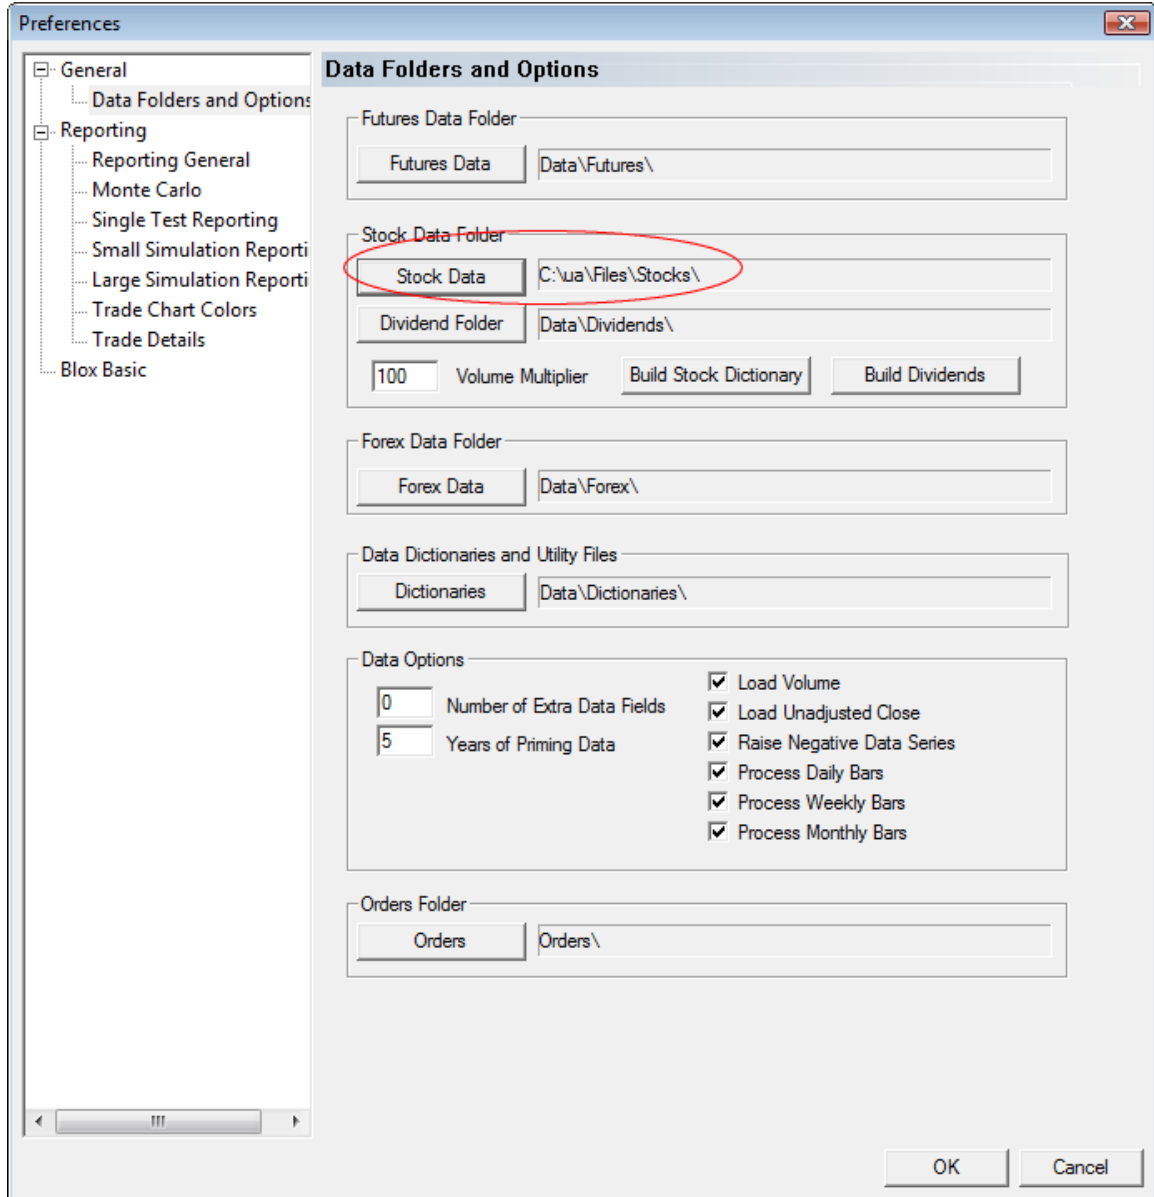 Preferences
General
Data Folders and Options
Reporting
Reporting General
Monte Carlo
Single Test Reporting
Small Simulation Reporti
Large Simulation Reporti
Trade Chart Colors
Trade Details
Blox Basic
Data Folders and Options
Futures Data Folder
Futures Data Data\Futures\
Stock Data Folder
Stock Data C:\ua\Files\Stocks\
Dividend Folder Data\Dividends\
100 Volume Multiplier Build Stock Dictionary Build Dividends
Forex Data Folder
Forex Data Data\Forex\
Data Dictionaries and Utility Files
Dictionaries Data\Dictionaries\
Data Options
0 Number of Extra Data Fields
5 Years of Priming Data
Load Volume
Load Unadjusted Close
Raise Negative Data Series
Process Daily Bars
Process Weekly Bars
Process Monthly Bars
Orders Folder
Orders Orders\
OK Cancel